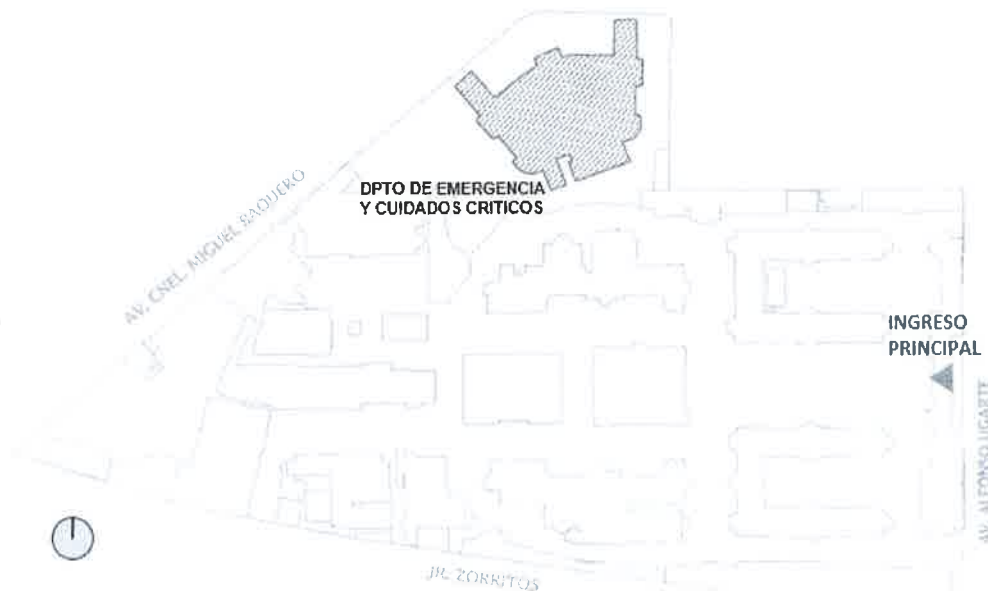 DPTO DE EMERGENCIA
Y CUIDADOS CRITICOS
AV. CNEL. MIGUEL BAQUERO
INGRESO
PRINCIPAL
AV. ALFONSO UGARTE
JR. ZORRITOS